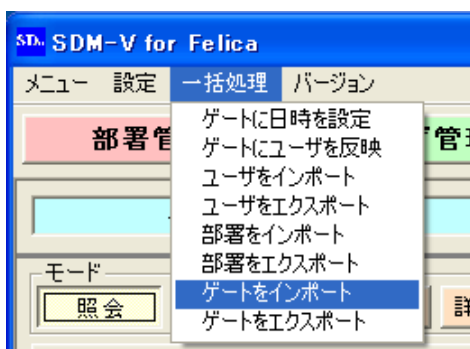 SDM SDM-V for Felica
メニュー 設定 一括処理 バージョン
ゲートに日時を設定
ゲートにユーザを反映
ユーザをインポート
ユーザをエクスポート
部署をインポート
部署をエクスポート
ゲートをインポート
ゲートをエクスポート
部署管
モード
照会